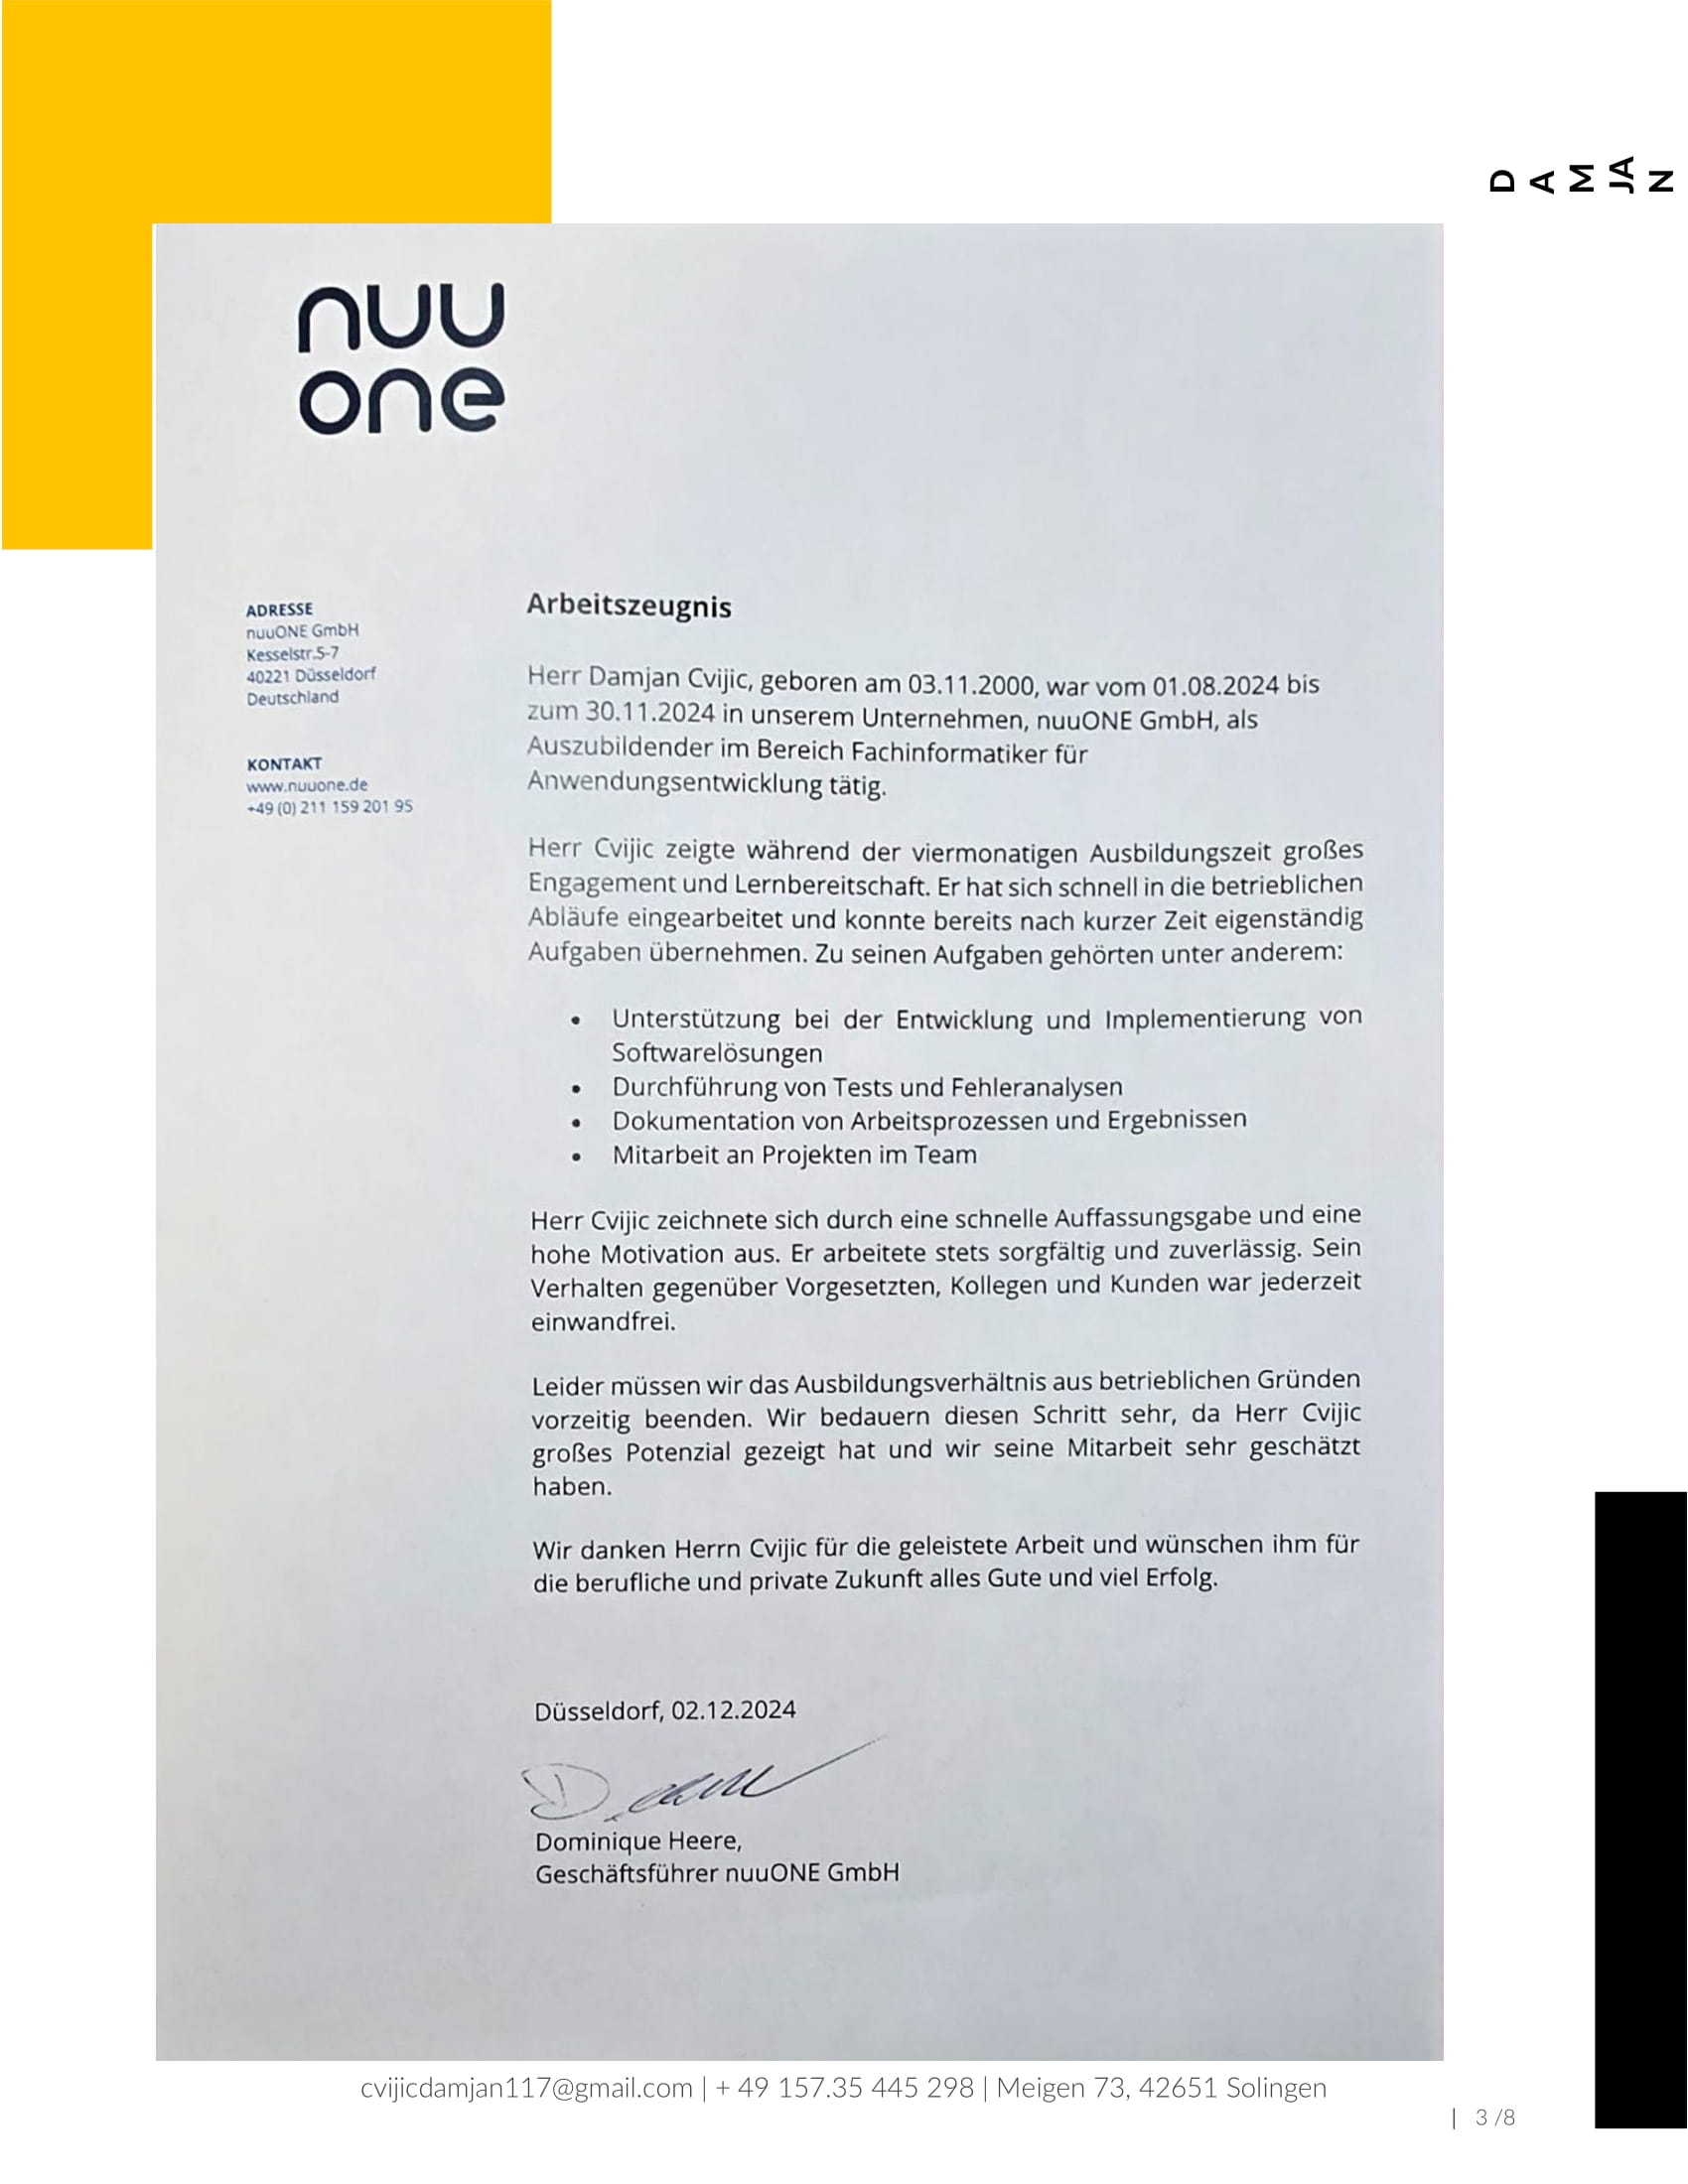 DAMJAN
nuu
one
ADRESSE
nuuONE GmbH
Kesselstr.5-7
40221 Düsseldorf
Deutschland
KONTAKT
www.nuuone.de
+49 (0) 211 159 201 95
Arbeitszeugnis
Herr Damjan Cvijic, geboren am 03.11.2000, war vom 01.08.2024 bis
zum 30.11.2024 in unserem Unternehmen, nuuONE GmbH, als
Auszubildender im Bereich Fachinformatiker für
Anwendungsentwicklung tätig.
Herr Cvijic zeigte während der viermonatigen Ausbildungszeit großes
Engagement und Lernbereitschaft. Er hat sich schnell in die betrieblichen
Abläufe eingearbeitet und konnte bereits nach kurzer Zeit eigenständig
Aufgaben übernehmen. Zu seinen Aufgaben gehörten unter anderem:
• Unterstützung bei der Entwicklung und Implementierung von
Softwarelösungen
• Durchführung von Tests und Fehleranalysen
• Dokumentation von Arbeitsprozessen und Ergebnissen
• Mitarbeit an Projekten im Team
Herr Cvijic zeichnete sich durch eine schnelle Auffassungsgabe und eine
hohe Motivation aus. Er arbeitete stets sorgfältig und zuverlässig. Sein
Verhalten gegenüber Vorgesetzten, Kollegen und Kunden war jederzeit
einwandfrei.
Leider müssen wir das Ausbildungsverhältnis aus betrieblichen Gründen
vorzeitig beenden. Wir bedauern diesen Schritt sehr, da Herr Cvijic
großes Potenzial gezeigt hat und wir seine Mitarbeit sehr geschätzt
haben.
Wir danken Herrn Cvijic für die geleistete Arbeit und wünschen ihm für
die berufliche und private Zukunft alles Gute und viel Erfolg.
Düsseldorf, 02.12.2024
Dominique Heere,
Geschäftsführer nuuONE GmbH
cvijicdamjan117@gmail.com | + 49 157.35 445 298 | Meigen 73, 42651 Solingen
| 3 /8